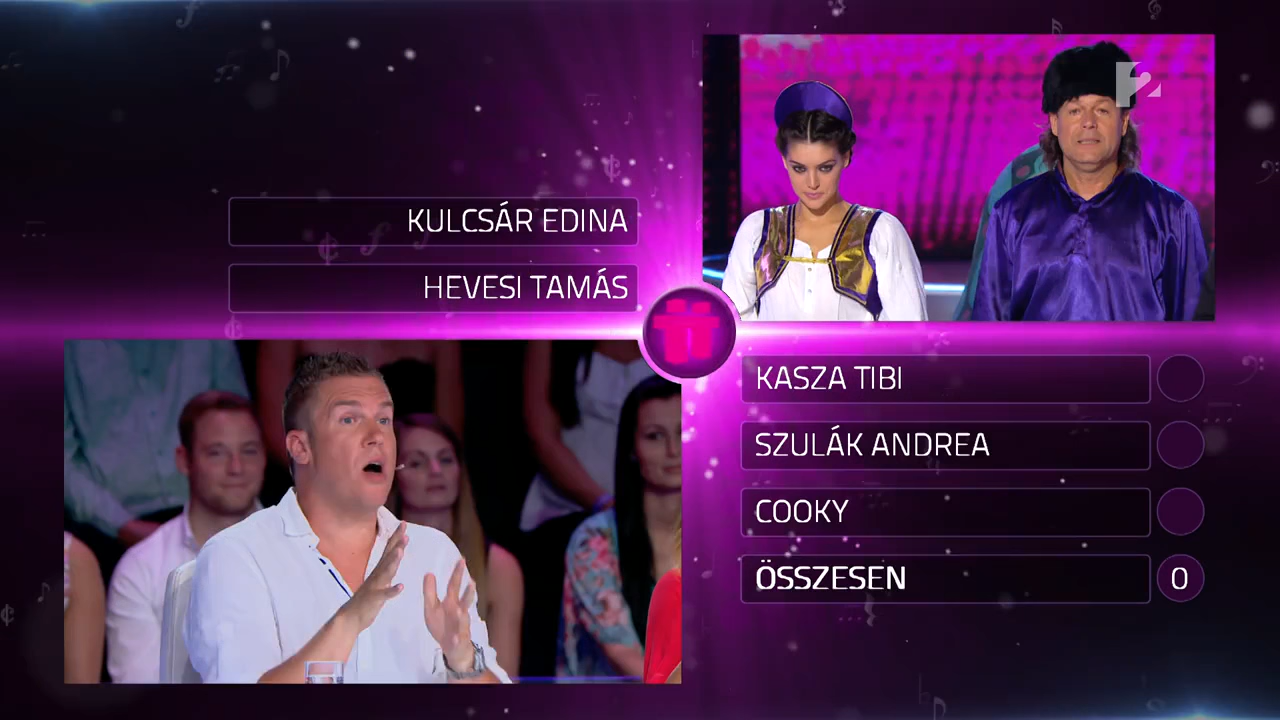 KULCSÁR EDINA
HEVESI TAMÁS
KASZA TIBI
SZULÁK ANDREA
COOKY
ÖSSZESEN 0